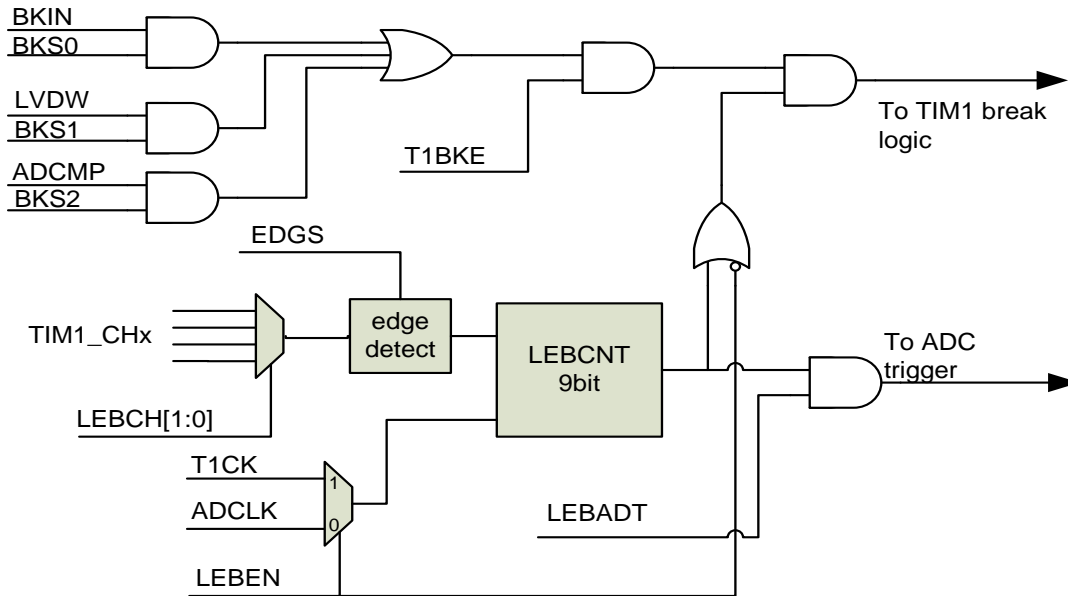 BKIN
BKS0
LVDW
BKS1
ADCMP
BKS2
T1BKE
To TIM1 break
logic
EDGS
TIM1_CHx
edge
detect
LEBCNT
9bit
To ADC
trigger
LEBCH[1:0]
T1CK
1
ADCLK
0
LEBADT
LEBEN